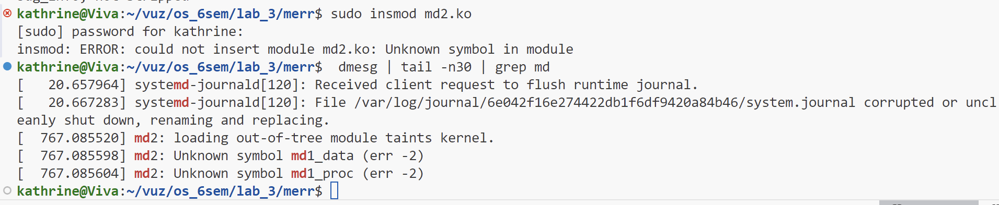 kathrine@Viva:~/vuz/os_6sem/lab_3/merr$ sudo insmod md2.ko
[sudo] password for kathrine:
insmod: ERROR: could not insert module md2.ko: Unknown symbol in module
kathrine@Viva:~/vuz/os_6sem/lab_3/merr$  dmesg | tail -n30 | grep md
[   20.657964] systemd-journald[120]: Received client request to flush runtime journal.
[   20.667283] systemd-journald[120]: File /var/log/journal/6e042f16e274422db1f6df9420a84b46/system.journal corrupted or uncl
eanly shut down, renaming and replacing.
[  767.085520] md2: loading out-of-tree module taints kernel.
[  767.085598] md2: Unknown symbol md1_data (err -2)
[  767.085604] md2: Unknown symbol md1_proc (err -2)
kathrine@Viva:~/vuz/os_6sem/lab_3/merr$